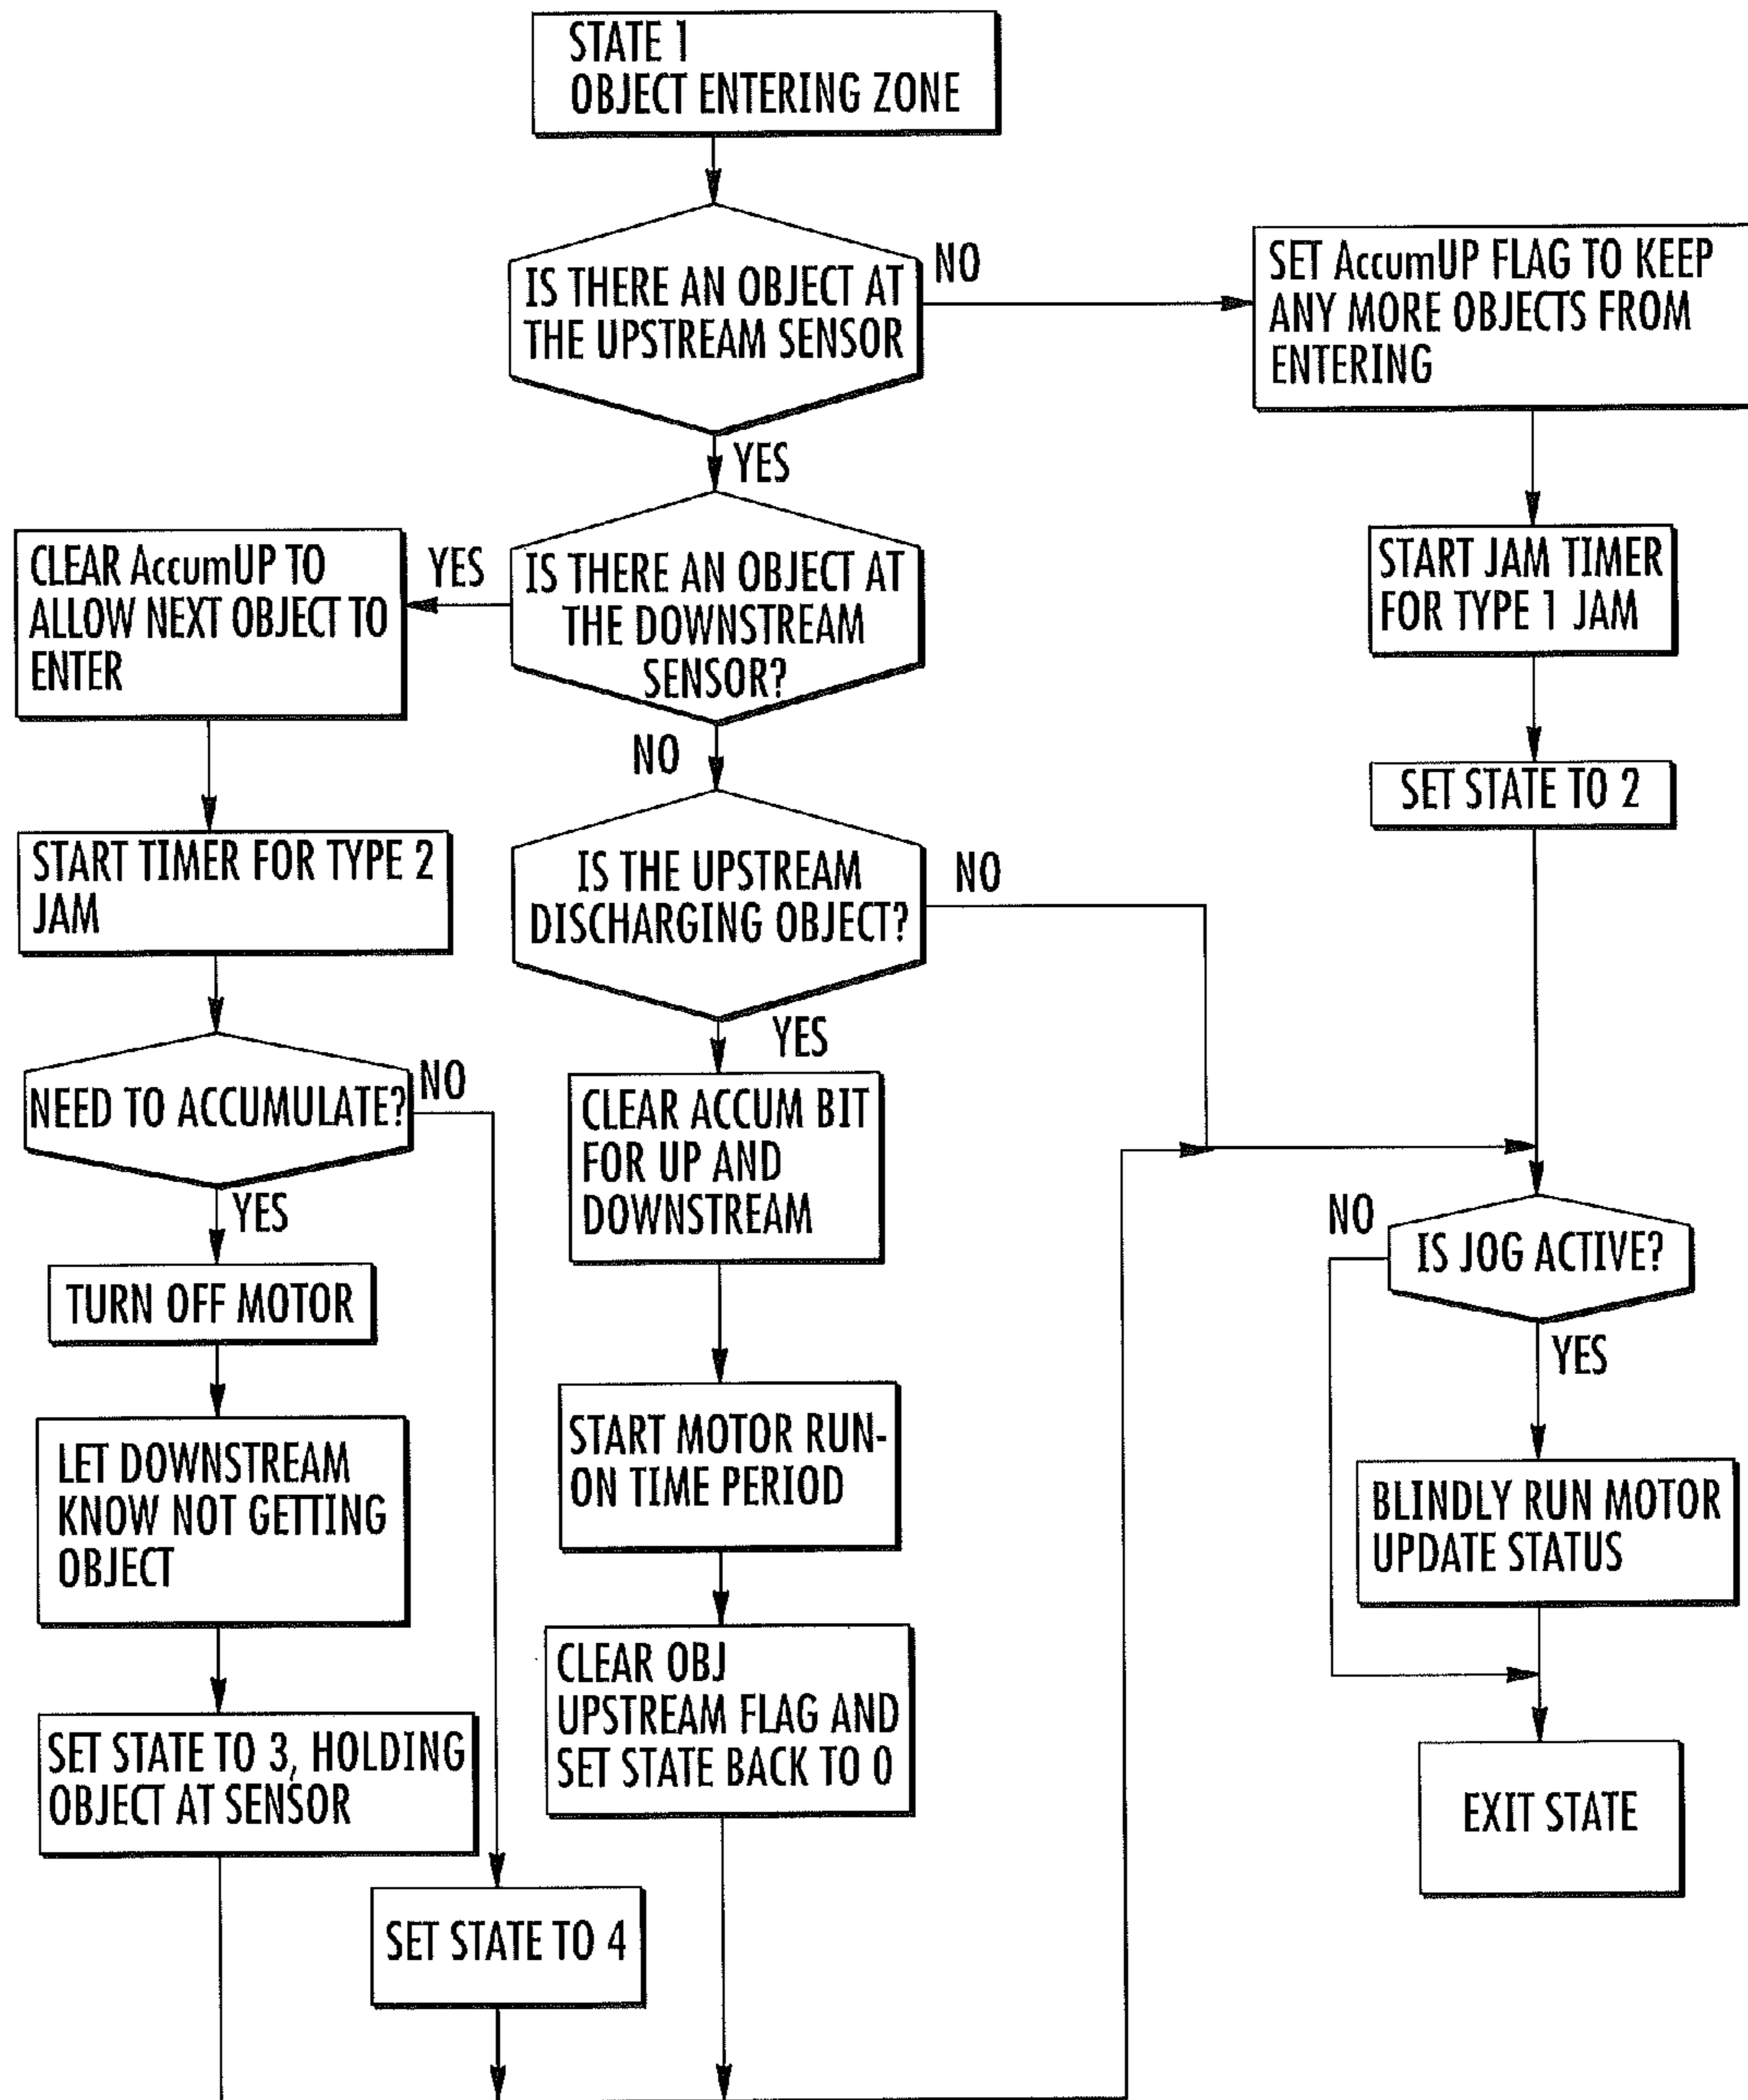 STATE 1
OBJECT ENTERING ZONE
IS THERE AN OBJECT AT
THE UPSTREAM SENSOR
NO
SET AccumUP FLAG TO KEEP
ANY MORE OBJECTS FROM
ENTERING
YES
START JAM TIMER
FOR TYPE 1 JAM
SET STATE TO 2
IS THERE AN OBJECT AT
THE DOWNSTREAM
SENSOR?
YES
CLEAR AccumUP TO
ALLOW NEXT OBJECT TO
ENTER
START TIMER FOR TYPE 2
JAM
NEED TO ACCUMULATE?
NO
YES
TURN OFF MOTOR
LET DOWNSTREAM
KNOW NOT GETTING
OBJECT
SET STATE TO 3, HOLDING
OBJECT AT SENSOR
SET STATE TO 4
NO
IS THE UPSTREAM
DISCHARGING OBJECT?
NO
YES
CLEAR ACCUM BIT
FOR UP AND
DOWNSTREAM
START MOTOR RUN-
ON TIME PERIOD
CLEAR OBJ
UPSTREAM FLAG AND
SET STATE BACK TO 0
IS JOG ACTIVE?
NO
YES
BLINDLY RUN MOTOR
UPDATE STATUS
EXIT STATE